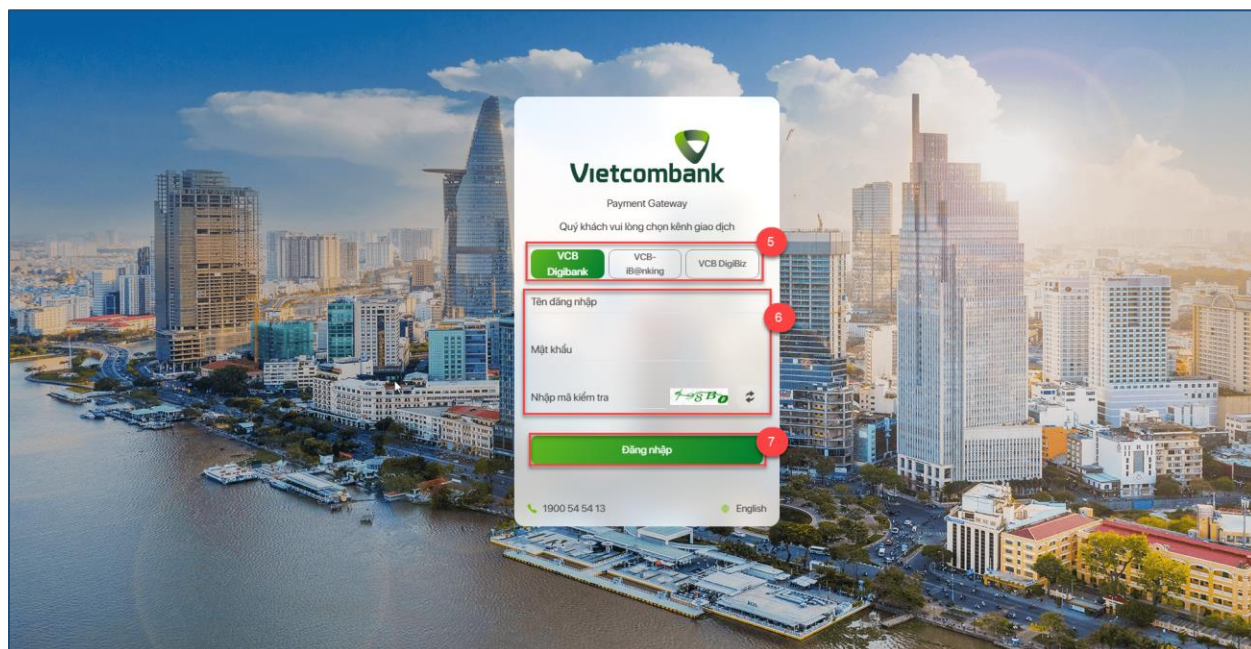 Vietcombank
Payment Gateway
Quý khách vui lòng chọn kênh giao dịch
5
VCB Digibank
VCB-iB@nking
VCB DigiBiz
Tên đăng nhập
6
Mật khẩu
Nhập mã kiểm tra
Đăng nhập
7
1900 54 54 13
English